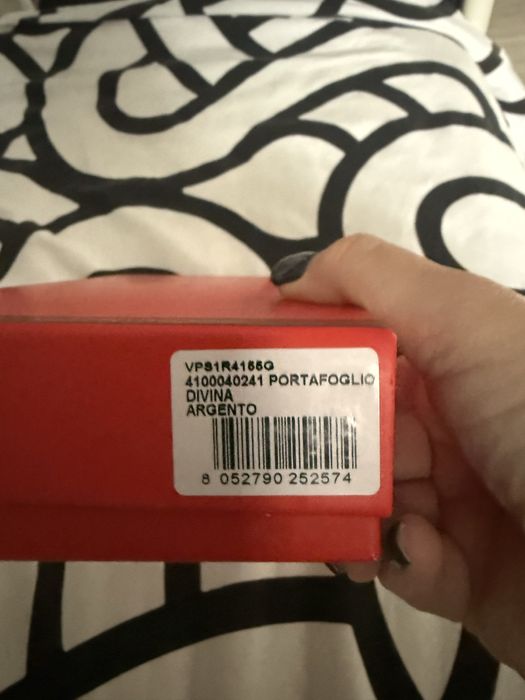 VPS1R4155G
4100040241 PORTAFOGLIO
DIVINA
ARGENTO
8 052790 252574